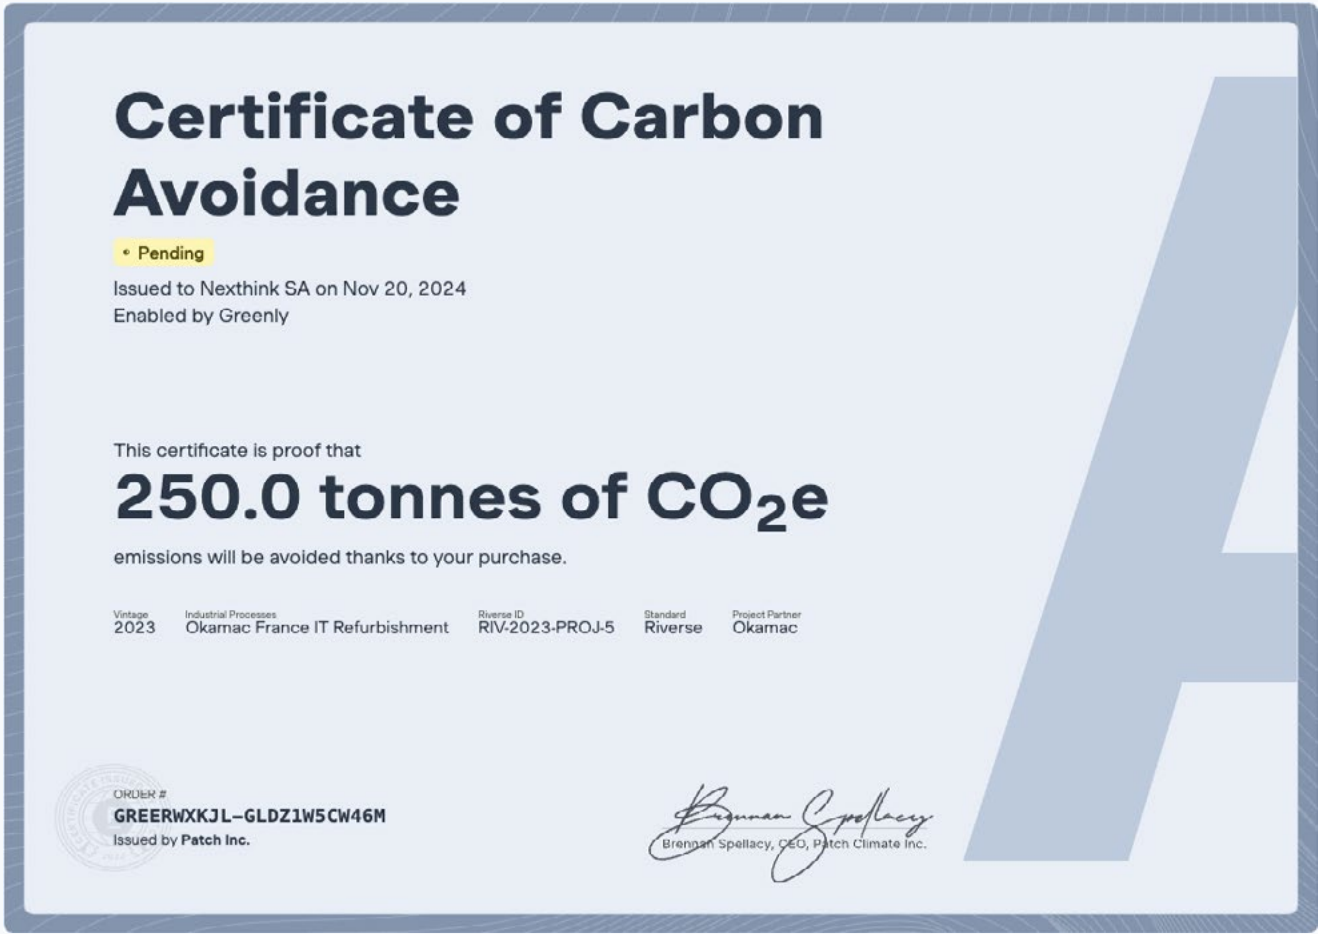 Certificate of Carbon
Avoidance
Pending
Issued to Nexthink SA on Nov 20, 2024
Enabled by Greenly
This certificate is proof that
250.0 tonnes of CO₂e
emissions will be avoided thanks to your purchase.
Vintage
2023
Industrial Processes
Okamac France IT Refurbishment
Riverse ID
RIV-2023-PROJ-5
Standard
Riverse
Project Partner
Okamac
ORDER #
GREERWXKJL-GLDZ1W5CW46M
Issued by Patch Inc.
Brennan Spellacy
Brennan Spellacy, CEO, Patch Climate Inc.